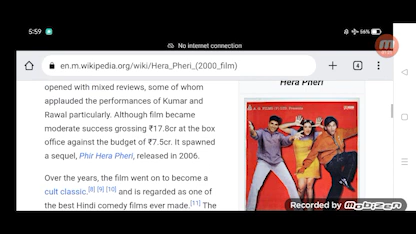 5:59
56%
No internet connection
en.m.wikipedia.org/wiki/Hera_Pheri_(2000_film)
4
opened with mixed reviews, some of whom
applauded the performances of Kumar and
Rawal particularly. Although film became
moderate success grossing ₹17.8cr at the box
office against the budget of ₹7.5cr. It spawned
a sequel, Phir Hera Pheri, released in 2006.
Over the years, the film went on to become a
cult classic,[8] [9] [10] and is regarded as one of
the best Hindi comedy films ever made.[11] The
Hera Pheri
Recorded by Mobizen